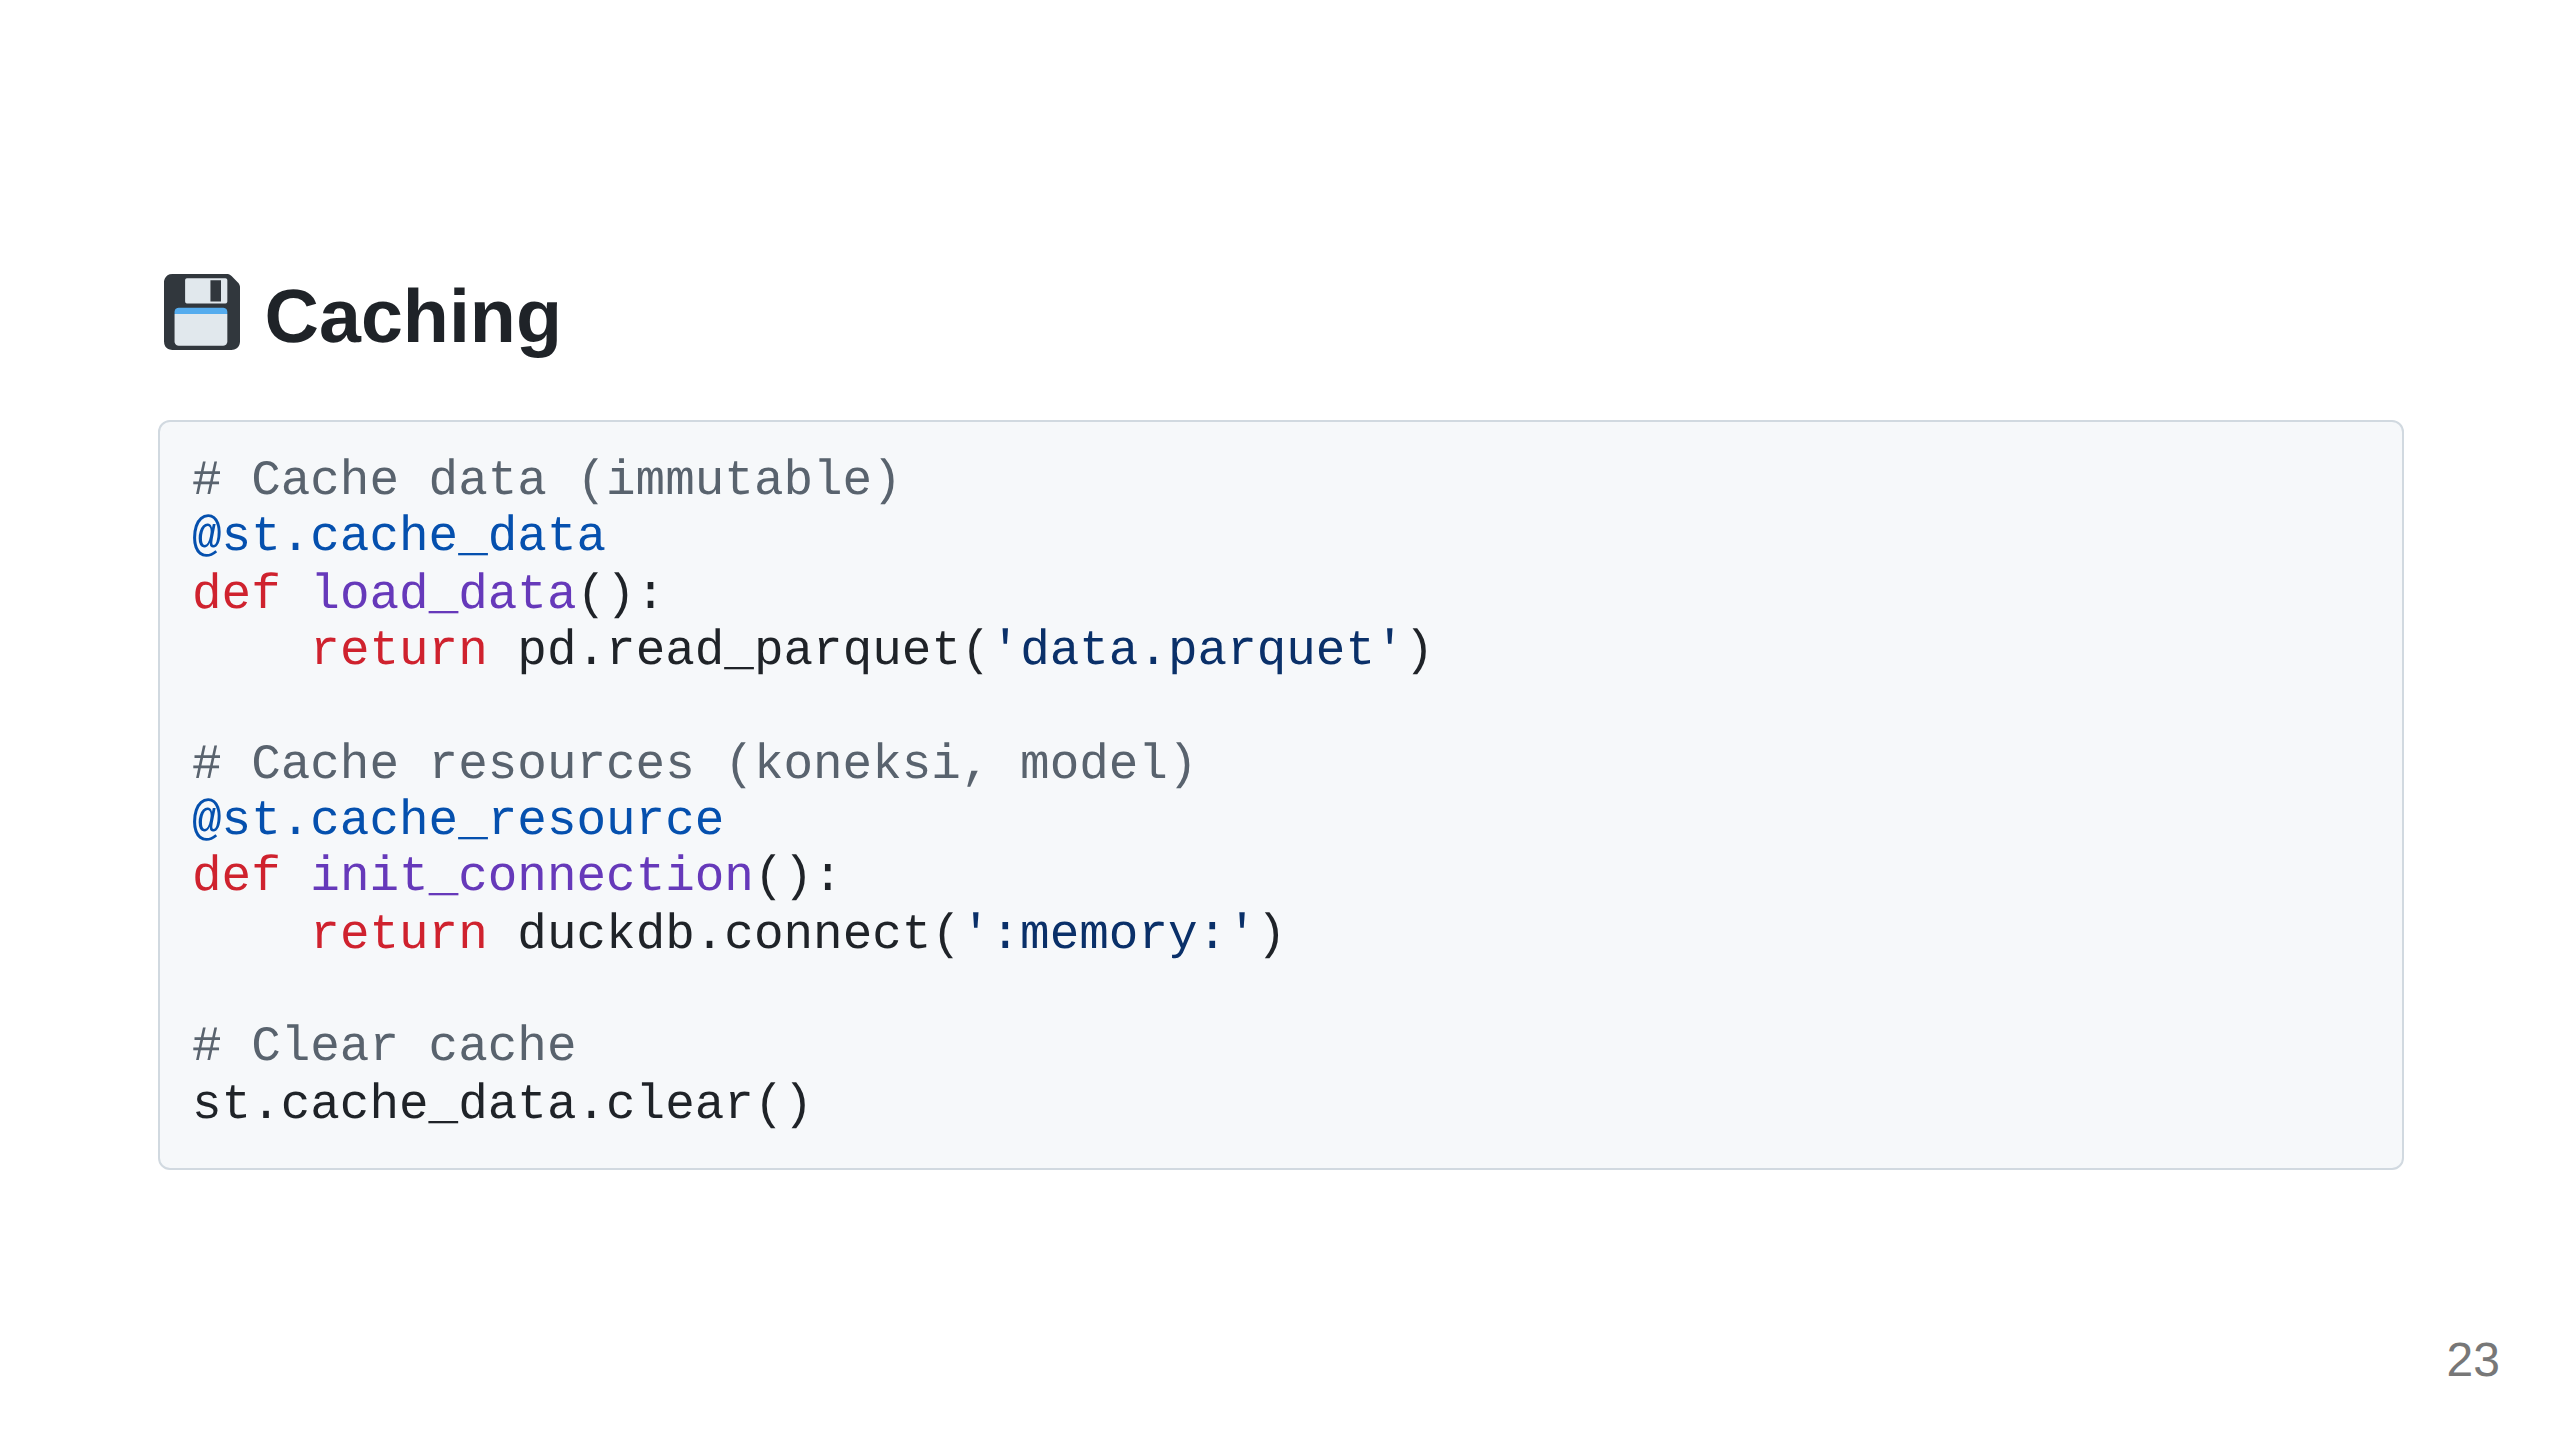 💾 Caching
# Cache data (immutable)
@st.cache_data
def load_data():
    return pd.read_parquet('data.parquet')

# Cache resources (koneksi, model)
@st.cache_resource
def init_connection():
    return duckdb.connect(':memory:')

# Clear cache
st.cache_data.clear()
23